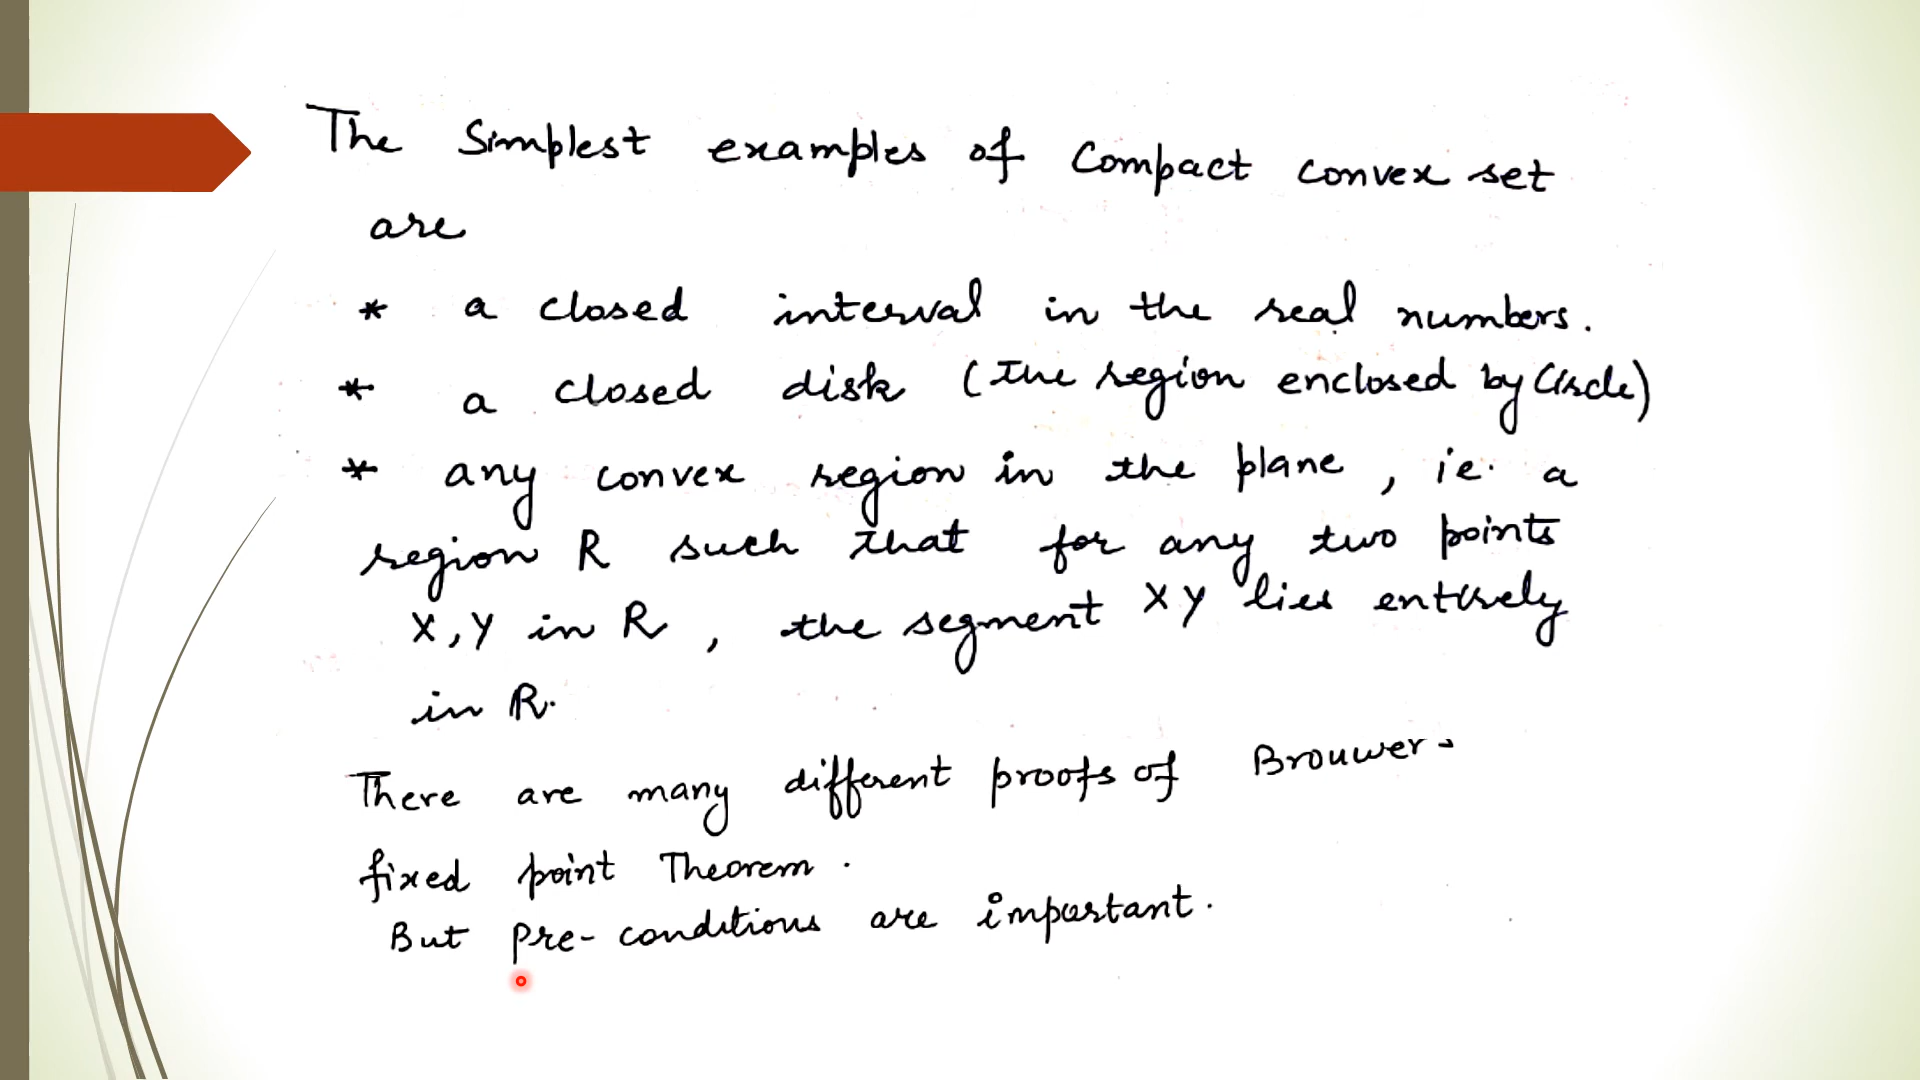 The Simplest examples of Compact convex set
are
* a closed interval in the real numbers.
* a closed disk (the region enclosed by Circle)
* any convex region in the plane, ie. a
region R such that for any two points
X, Y in R, the segment XY lies entirely
in R.
There are many different proofs of Brouwer-
fixed point Theorem.
But Pre-conditions are important.